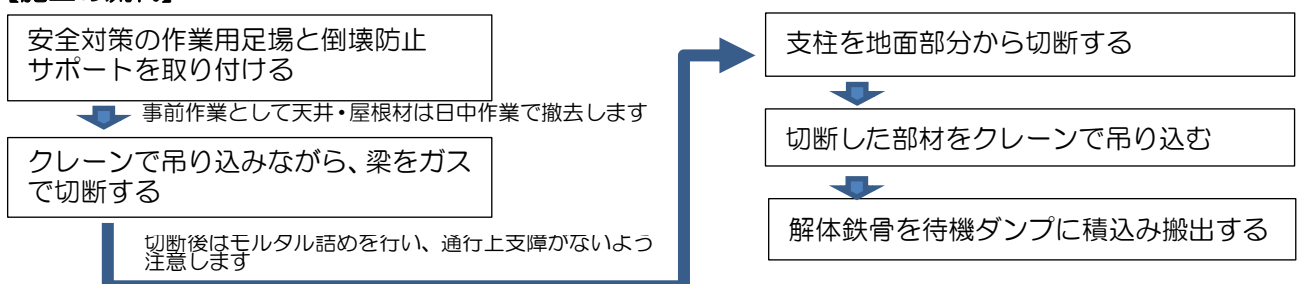 安全対策の作業用足場と倒壊防止
サポートを取り付ける
事前作業として天井・屋根材は日中作業で撤去します
クレーンで吊り込みながら、梁をガス
で切断する
切断後はモルタル詰めを行い、通行上支障がないよう
注意します
支柱を地面部分から切断する
切断した部材をクレーンで吊り込む
解体鉄骨を待機ダンプに積込み搬出する